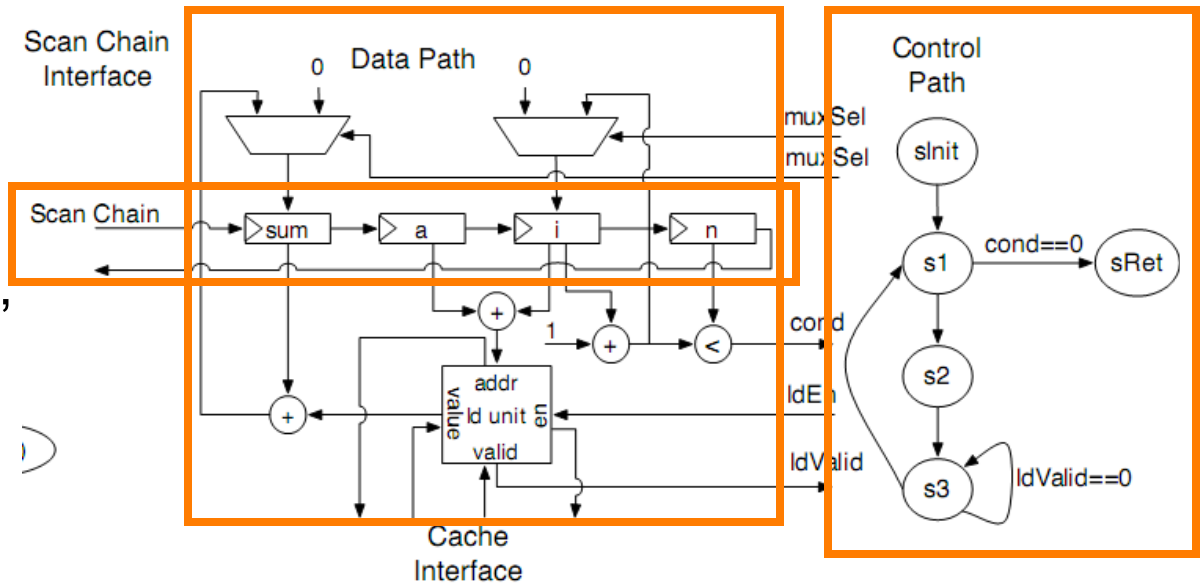 Scan Chain
Interface
0
Data Path
0
Control
Path
muxSel
muxSel
sInit
Scan Chain
sum
a
i
n
cond==0
s1
sRet
,
+
1
+
<
cond
s2
addr
value
ld unit
en
ldEn
+
valid
ldValid
s3
ldValid==0
)
Cache
Interface